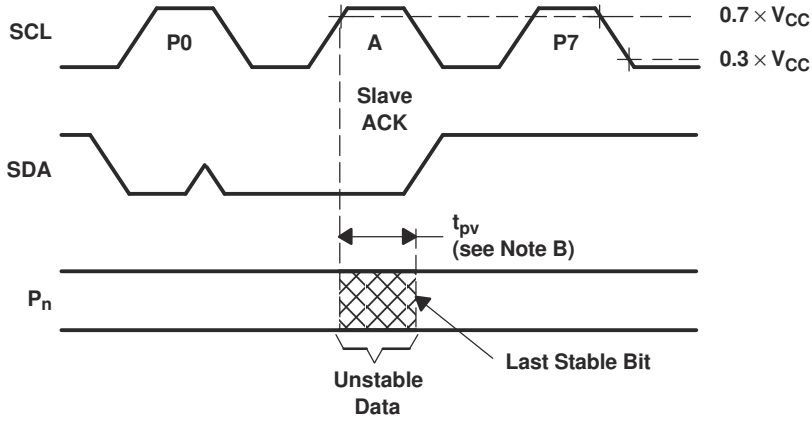 SCL
P0
A
P7
0.7 × VCC
0.3 × VCC
Slave
ACK
SDA
tpv
(see Note B)
Pn
Last Stable Bit
Unstable
Data